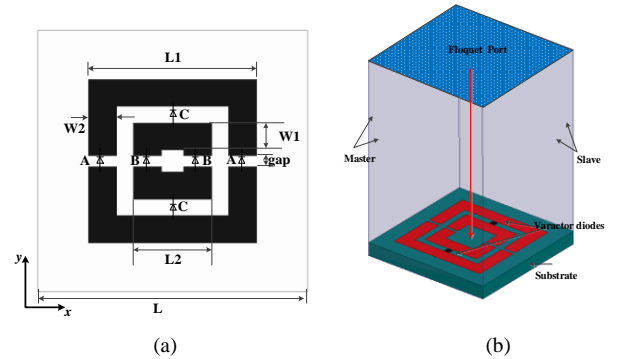 L1
C
W2
W1
A
B
B
A
gap
C
L2
y
x
L
(a)
Floquet Port
Master
Slave
Varactor diodes
Substrate
(b)